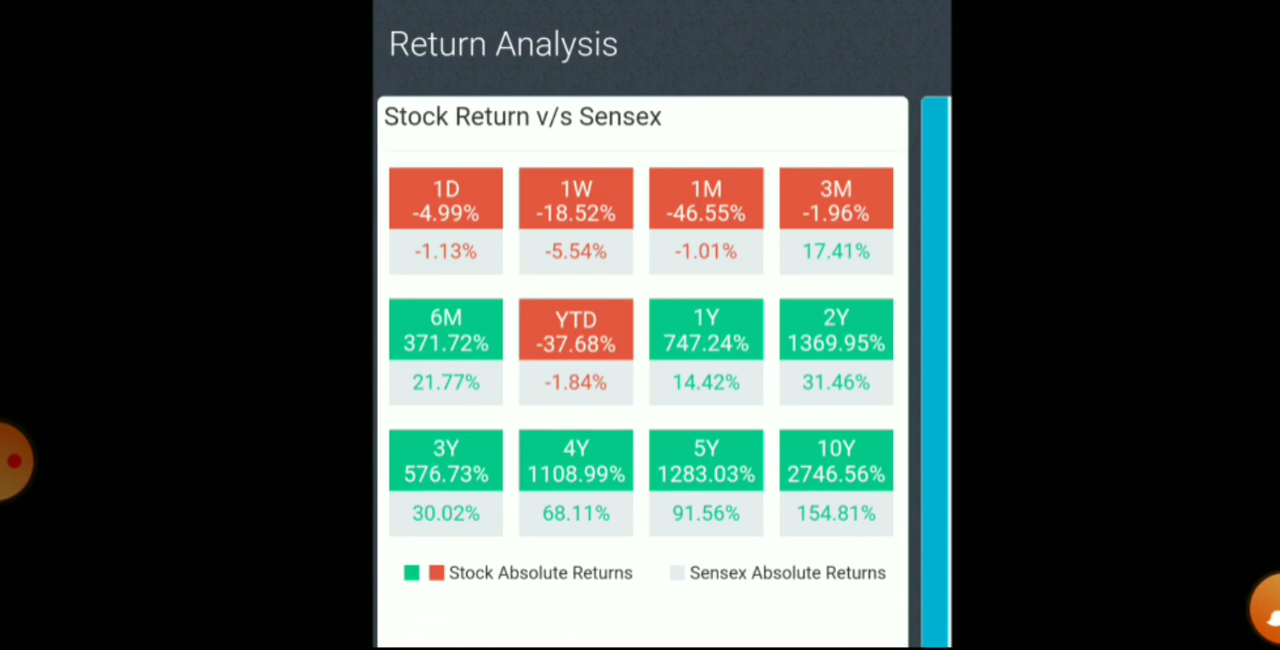 Return Analysis
Stock Return v/s Sensex
1D 1W 1M 3M
-4.99% -18.52% -46.55% -1.96%
-1.13% -5.54% -1.01% 17.41%
6M YTD 1Y 2Y
371.72% -37.68% 747.24% 1369.95%
21.77% -1.84% 14.42% 31.46%
3Y 4Y 5Y 10Y
576.73% 1108.99% 1283.03% 2746.56%
30.02% 68.11% 91.56% 154.81%
Stock Absolute Returns Sensex Absolute Returns